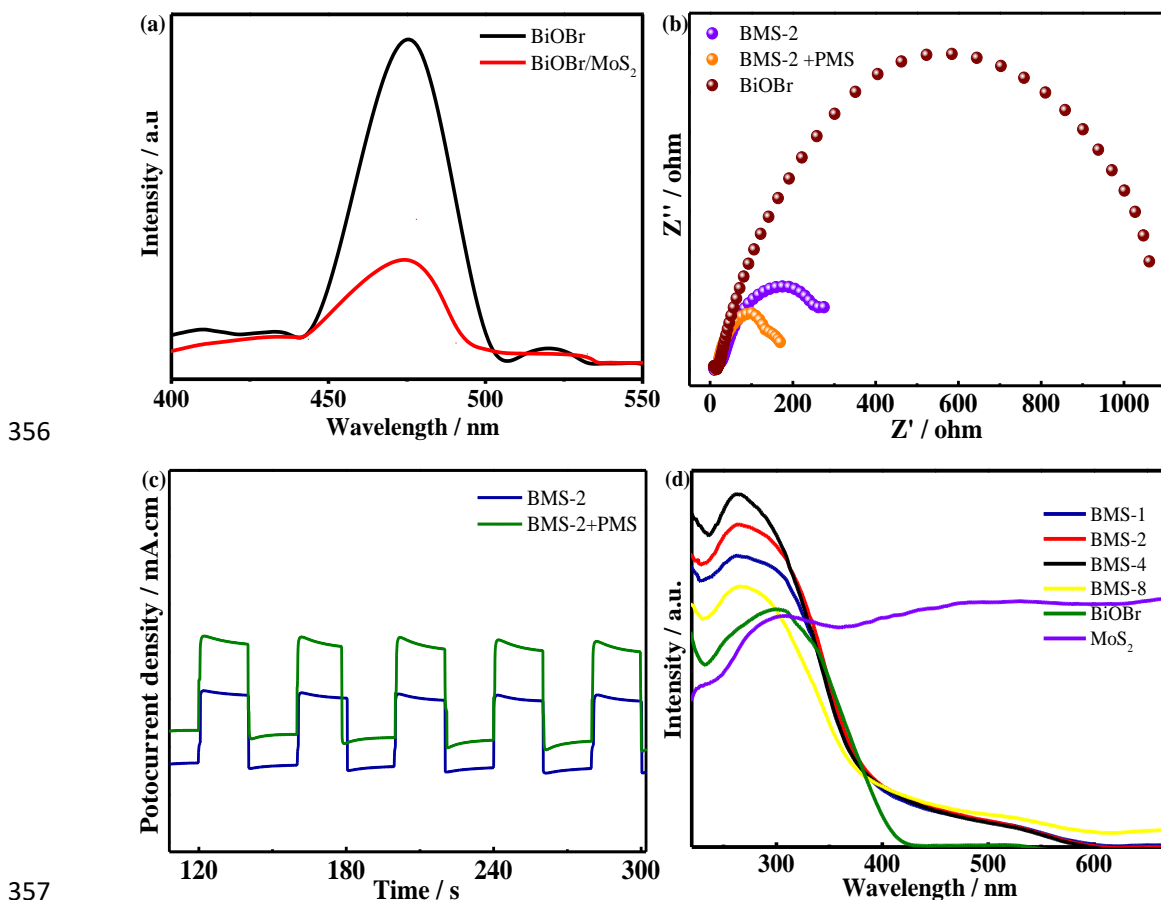 (a)
BiOBr
BiOBr/MoS₂
Intensity / a.u
400 450 500 550
Wavelength / nm
(b)
BMS-2
BMS-2 +PMS
BiOBr
Z'' / ohm
0 200 400 600 800 1000
Z' / ohm
356
(c)
BMS-2
BMS-2+PMS
Potocurrent density / mA.cm
120 180 240 300
Time / s
(d)
BMS-1
BMS-2
BMS-4
BMS-8
BiOBr
MoS₂
Intensity / a.u.
300 400 500 600
Wavelength / nm
357